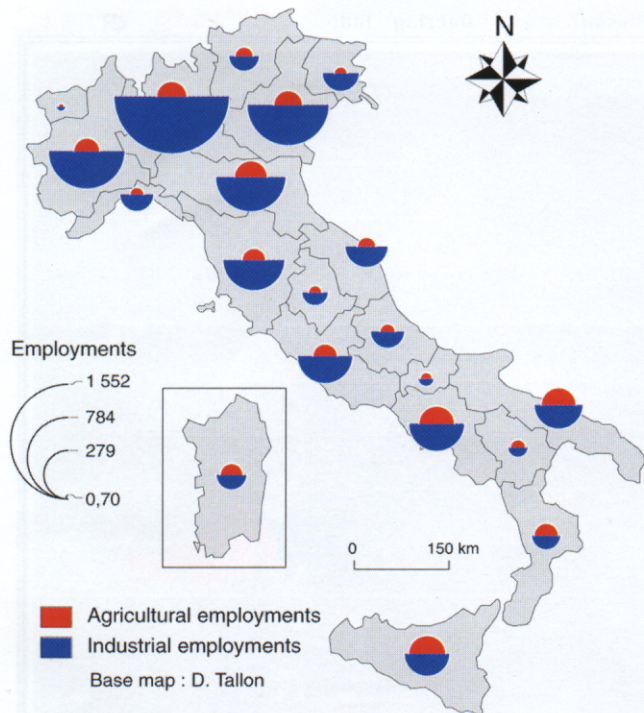 N
Employments
1 552
784
279
0,70
0 150 km
Agricultural employments
Industrial employments
Base map : D. Tallon